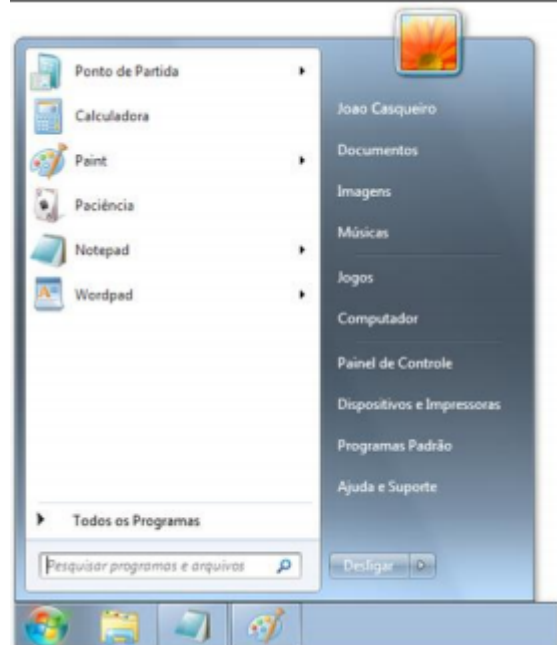 Ponto de Partida
Calculadora
Paint
Paciência
Notepad
Wordpad
Todos os Programas
Pesquisar programas e arquivos
Joao Casqueiro
Documentos
Imagens
Músicas
Jogos
Computador
Painel de Controle
Dispositivos e Impressoras
Programas Padrão
Ajuda e Suporte
Desligar